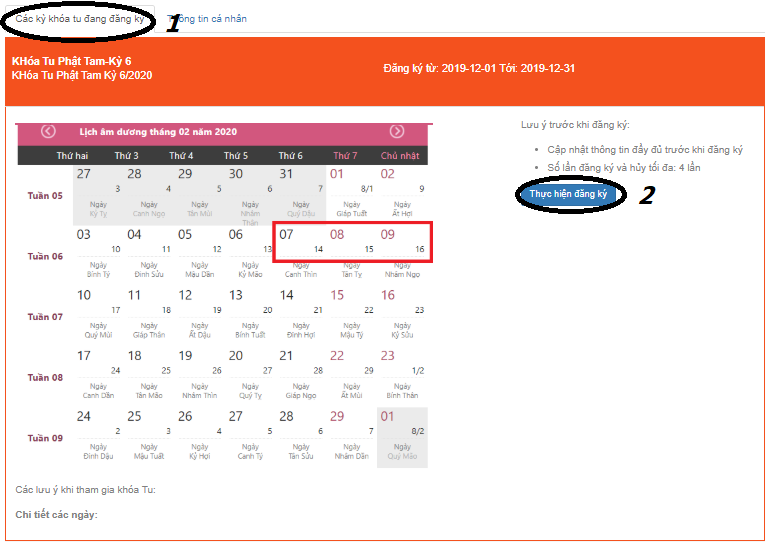 Các kỳ khóa tu đang đăng ký 1 Thông tin cá nhân
KHóa Tu Phật Tam-Kỳ 6
KHóa Tu Phật Tam Kỳ 6/2020
Đăng ký từ: 2019-12-01 Tới: 2019-12-31
Lịch âm dương tháng 02 năm 2020
Thứ hai Thứ 3 Thứ 4 Thứ 5 Thứ 6 Thứ 7 Chủ nhật
27 28 29 30 31 01 02
Tuần 05 3 4 5 6 7 8/1 9
Ngày Ngày Ngày Ngày Ngày Ngày Ngày
Kỷ Tỵ Canh Ngọ Tân Mùi Nhâm Quý Dậu Giáp Tuất Ất Hợi
Thân
03 04 05 06 07 08 09
Tuần 06 10 11 12 13 14 15 16
Ngày Ngày Ngày Ngày Ngày Ngày Ngày
Bính Tý Đinh Sửu Mậu Dần Kỷ Mão Canh Thìn Tân Tỵ Nhâm Ngọ
10 11 12 13 14 15 16
Tuần 07 17 18 19 20 21 22 23
Ngày Ngày Ngày Ngày Ngày Ngày Ngày
Quý Mùi Giáp Thân Ất Dậu Bính Tuất Đinh Hợi Mậu Tý Kỷ Sửu
17 18 19 20 21 22 23
Tuần 08 24 25 26 27 28 29 1/2
Ngày Ngày Ngày Ngày Ngày Ngày Ngày
Canh Dần Tân Mão Nhâm Thìn Quý Tỵ Giáp Ngọ Ất Mùi Bính Thân
24 25 26 27 28 29 01
Tuần 09 2 3 4 5 6 7 8/2
Ngày Ngày Ngày Ngày Ngày Ngày Ngày
Đinh Dậu Mậu Tuất Kỷ Hợi Canh Tý Tân Sửu Nhâm Dần Quý Mão
Lưu ý trước khi đăng ký:
Cập nhật thông tin đầy đủ trước khi đăng ký
Số lần đăng ký và hủy tối đa: 4 lần
Thực hiện đăng ký 2
Các lưu ý khi tham gia khóa Tu:
Chi tiết các ngày: